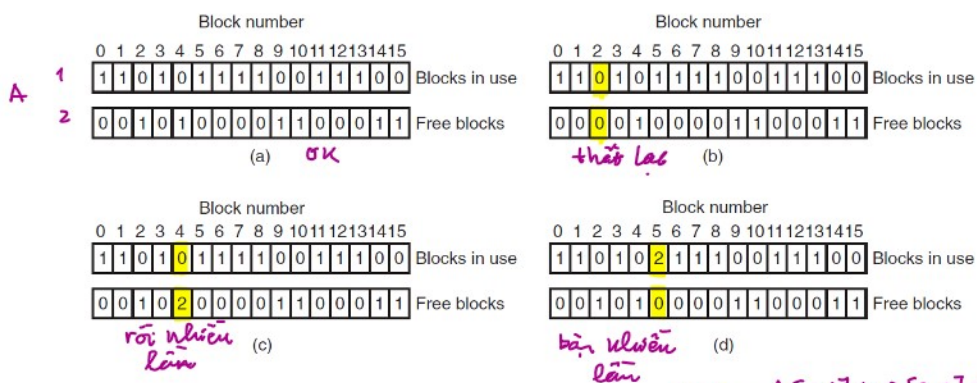 Block number
Block number
0 1 2 3 4 5 6 7 8 9 10 11 12 13 14 15
0 1 2 3 4 5 6 7 8 9 10 11 12 13 14 15
A
1
1 1 0 1 0 1 1 1 1 0 0 1 1 1 0 0 Blocks in use
1 1 0 1 0 1 1 1 1 0 0 1 1 1 0 0 Blocks in use
2
0 0 1 0 1 0 0 0 0 1 1 0 0 0 1 1 Free blocks
0 0 0 0 1 0 0 0 0 1 1 0 0 0 1 1 Free blocks
(a) OK
thất lạc (b)
Block number
Block number
0 1 2 3 4 5 6 7 8 9 10 11 12 13 14 15
0 1 2 3 4 5 6 7 8 9 10 11 12 13 14 15
1 1 0 1 0 1 1 1 1 0 0 1 1 1 0 0 Blocks in use
1 1 0 1 0 2 1 1 1 0 0 1 1 1 0 0 Blocks in use
0 0 1 0 2 0 0 0 0 1 1 0 0 0 1 1 Free blocks
0 0 1 0 1 0 0 0 0 1 1 0 0 0 1 1 Free blocks
rỗi nhiều
lần
(c)
bận nhiều
lần
(d)